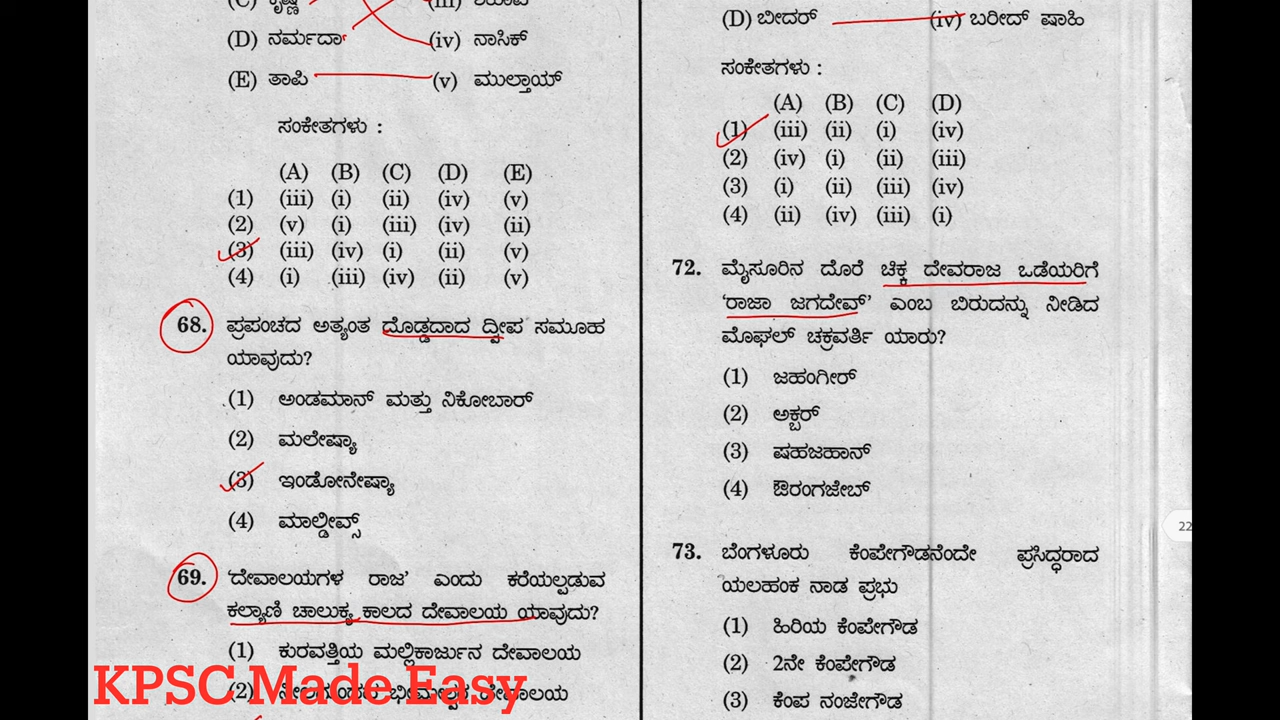 (C) ಕೃಷ್ಣ
(D) ನರ್ಮದಾ (iv) ನಾಸಿಕ್
(E) ತಾಪಿ (v) ಮುಲ್ತಾಯ್
ಸಂಕೇತಗಳು :
(A) (B) (C) (D) (E)
(1) (iii) (i) (ii) (iv) (v)
(2) (v) (i) (iii) (iv) (ii)
(3) (iii) (iv) (i) (ii) (v)
(4) (i) (iii) (iv) (ii) (v)
68. ಪ್ರಪಂಚದ ಅತ್ಯಂತ ದೊಡ್ಡದಾದ ದ್ವೀಪ ಸಮೂಹ
ಯಾವುದು?
(1) ಅಂಡಮಾನ್ ಮತ್ತು ನಿಕೋಬಾರ್
(2) ಮಲೇಷ್ಯಾ
(3) ಇಂಡೋನೇಷ್ಯಾ
(4) ಮಾಲ್ಡೀವ್ಸ್
69. 'ದೇವಾಲಯಗಳ ರಾಜ' ಎಂದು ಕರೆಯಲ್ಪಡುವ
ಕಲ್ಯಾಣಿ ಚಾಲುಕ್ಯ ಕಾಲದ ದೇವಾಲಯ ಯಾವುದು?
(1) ಕುರವತ್ತಿಯ ಮಲ್ಲಿಕಾರ್ಜುನ ದೇವಾಲಯ
(2) ದೇವಾಲಯ
KPSC Made Easy
(D) ಬೀದರ್ (iv) ಬರೀದ್ ಷಾಹಿ
ಸಂಕೇತಗಳು :
(A) (B) (C) (D)
(1) (iii) (ii) (i) (iv)
(2) (iv) (i) (ii) (iii)
(3) (i) (ii) (iii) (iv)
(4) (ii) (iv) (iii) (i)
72. ಮೈಸೂರಿನ ದೊರೆ ಚಿಕ್ಕ ದೇವರಾಜ ಒಡೆಯರಿಗೆ
'ರಾಜಾ ಜಗದೇವ್' ಎಂಬ ಬಿರುದನ್ನು ನೀಡಿದ
ಮೊಘಲ್ ಚಕ್ರವರ್ತಿ ಯಾರು?
(1) ಜಹಂಗೀರ್
(2) ಅಕ್ಬರ್
(3) ಷಹಜಹಾನ್
(4) ಔರಂಗಜೇಬ್
73. ಬೆಂಗಳೂರು ಕೆಂಪೇಗೌಡನೆಂದೇ ಪ್ರಸಿದ್ಧರಾದ
ಯಲಹಂಕ ನಾಡ ಪ್ರಭು
(1) ಹಿರಿಯ ಕೆಂಪೇಗೌಡ
(2) 2ನೇ ಕೆಂಪೇಗೌಡ
(3) ಕೆಂಪ ನಂಜೇಗೌಡ
22